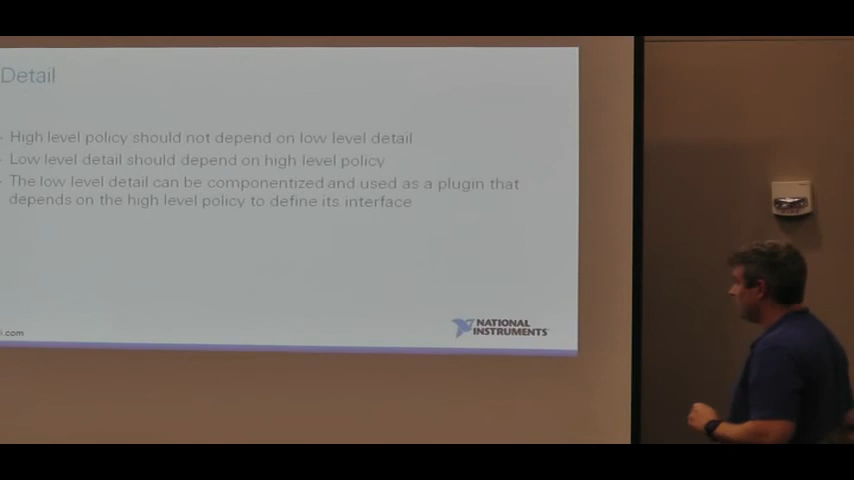 Detail
High level policy should not depend on low level detail
Low level detail should depend on high level policy
The low level detail can be componentized and used as a plugin that
depends on the high level policy to define its interface
i.com
NATIONAL
INSTRUMENTS